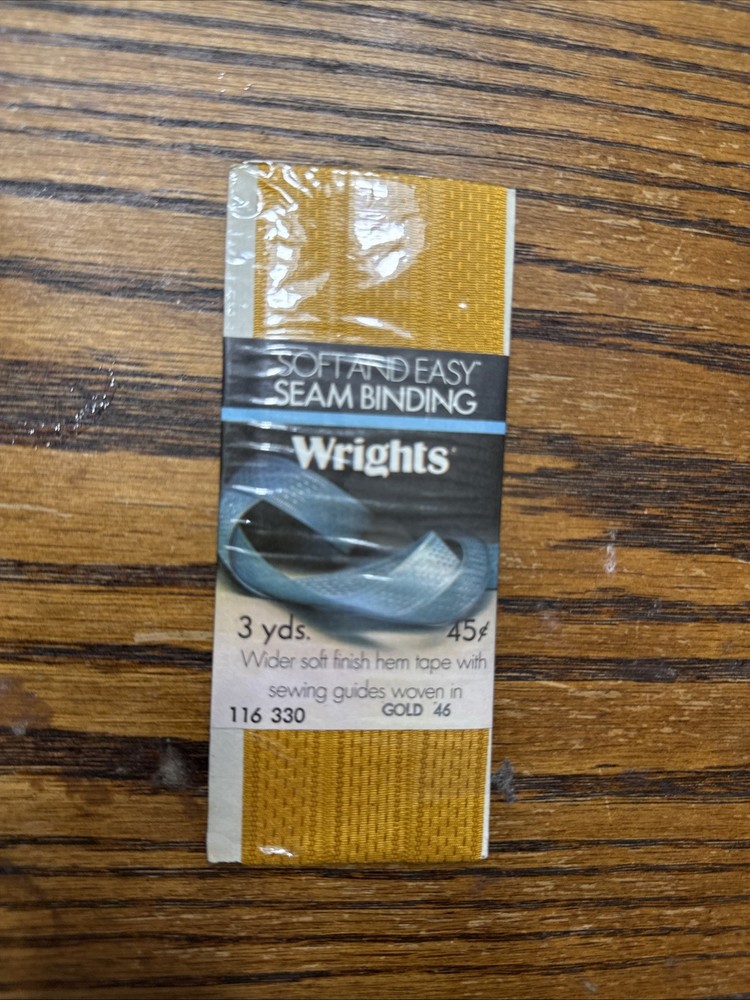 SOFT AND EASY™
SEAM BINDING
Wrights®
3 yds. 45¢
Wider soft finish hem tape with
sewing guides woven in
116 330 GOLD 46